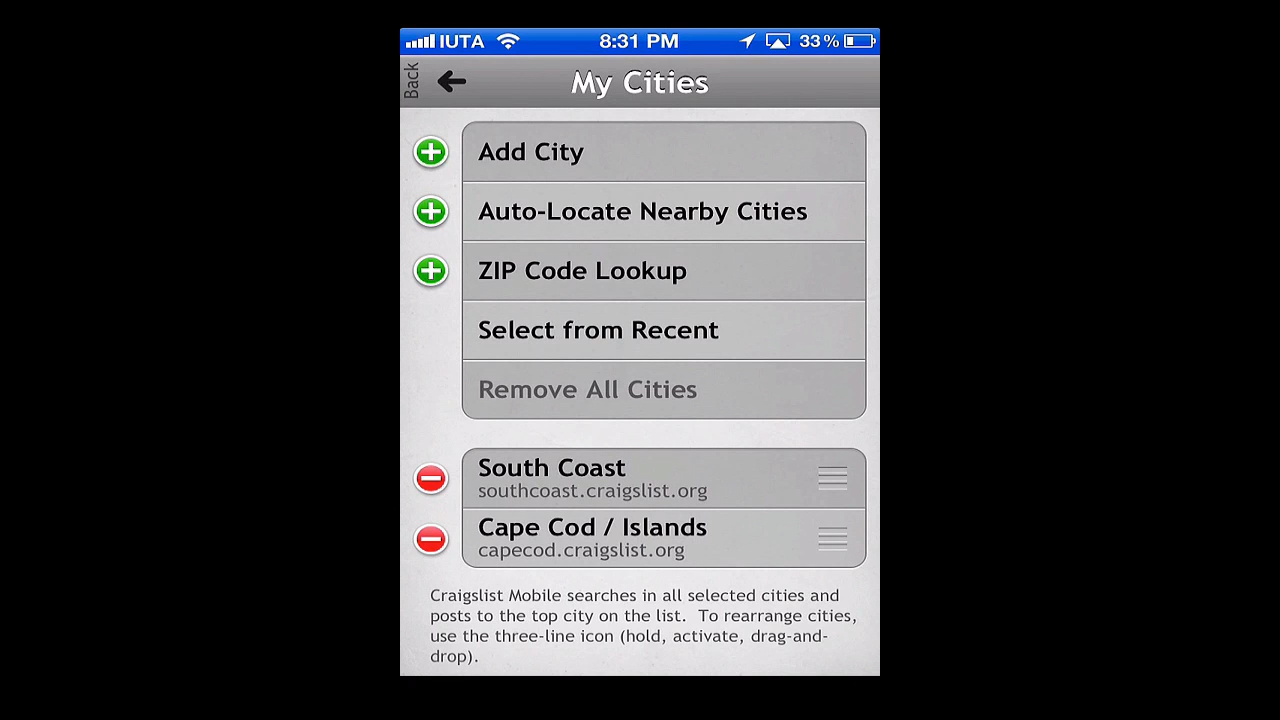 IUTA 8:31 PM 33%
Back
My Cities
Add City
Auto-Locate Nearby Cities
ZIP Code Lookup
Select from Recent
Remove All Cities
South Coast
southcoast.craigslist.org
Cape Cod / Islands
capecod.craigslist.org
Craigslist Mobile searches in all selected cities and
posts to the top city on the list.  To rearrange cities,
use the three-line icon (hold, activate, drag-and-
drop).